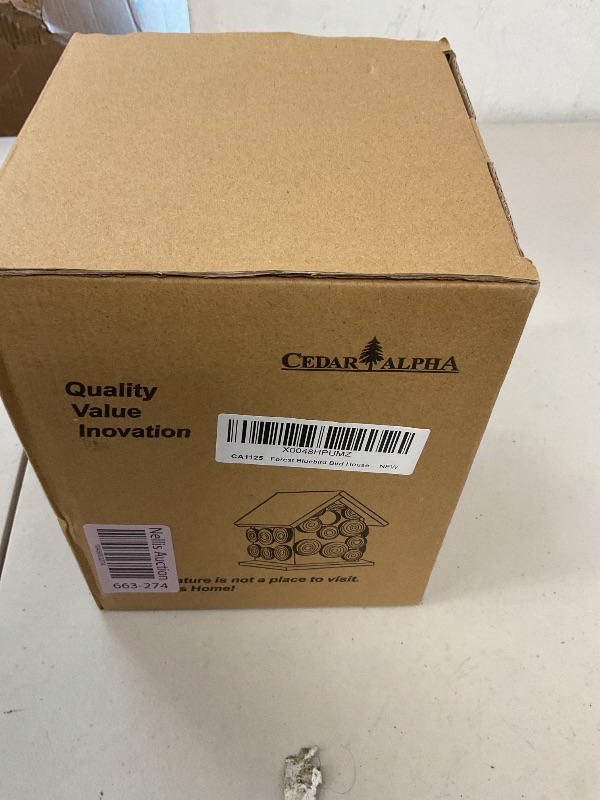 CEDAR ALPHA
Quality
Value
Inovation
X0048HPUMZ
CA1125 Forest Bluebird Bird House - NEW
Nellis Auction
663-274
ature is not a place to visit.
s Home!